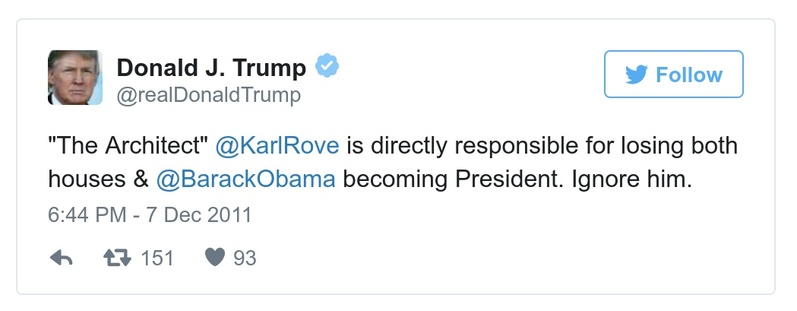 Donald J. Trump
@realDonaldTrump
Follow
"The Architect" @KarlRove is directly responsible for losing both
houses & @BarackObama becoming President. Ignore him.
6:44 PM - 7 Dec 2011
151 93